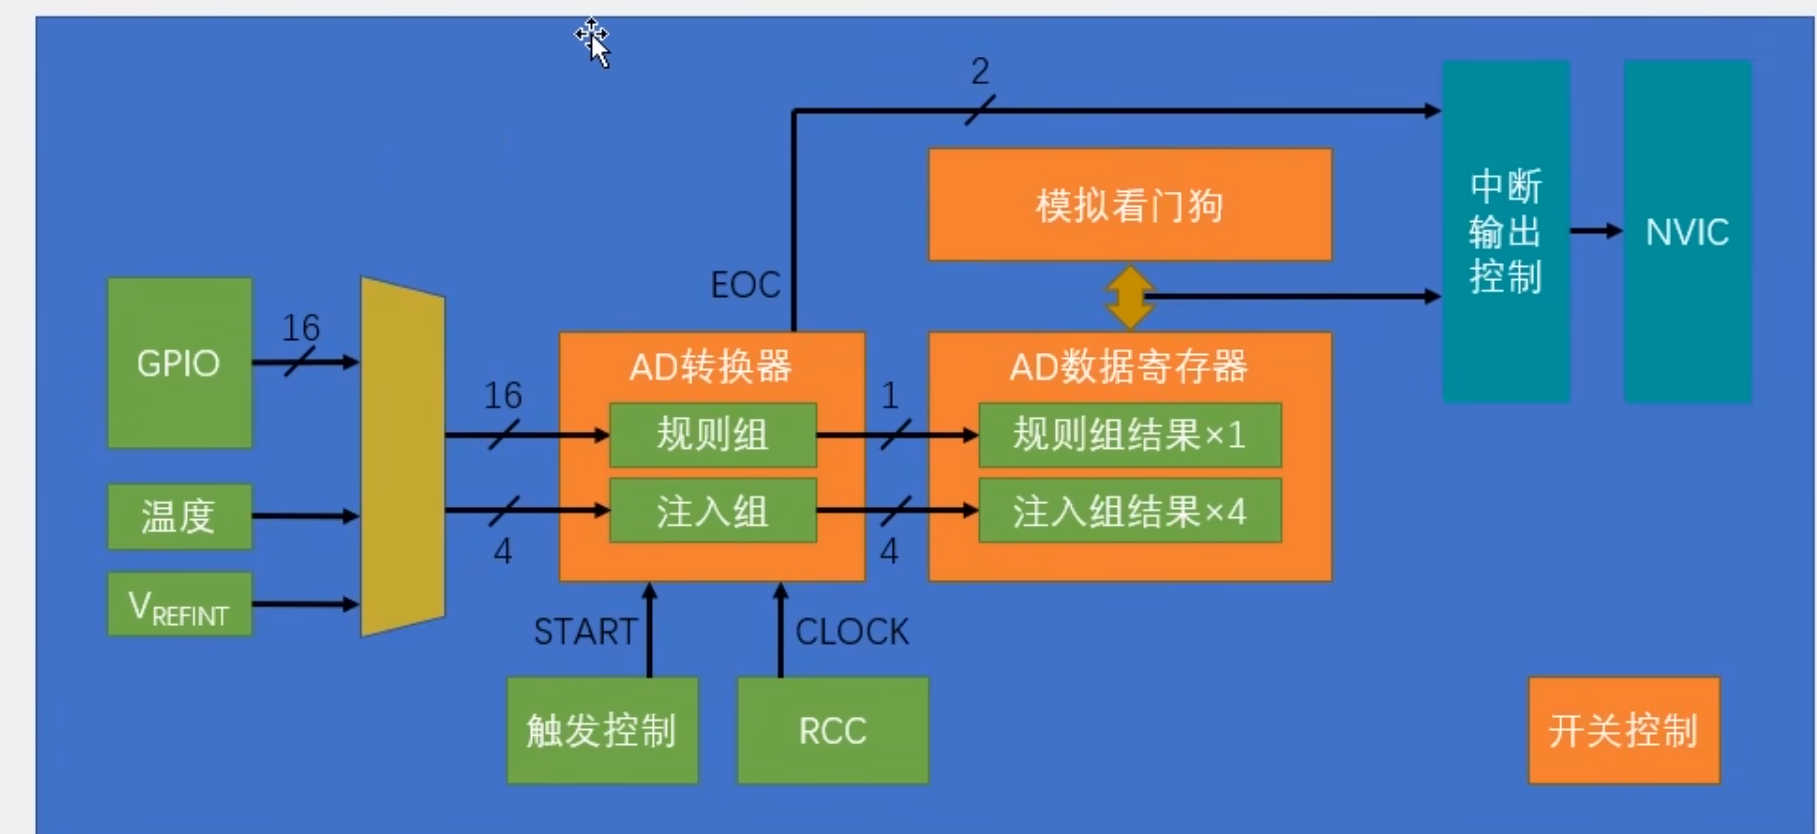 2
模拟看门狗
中断
输出
控制
NVIC
EOC
GPIO
16
AD转换器
AD数据寄存器
16
1
规则组
规则组结果×1
温度
注入组
注入组结果×4
4
4
VREFINT
START
CLOCK
触发控制
RCC
开关控制